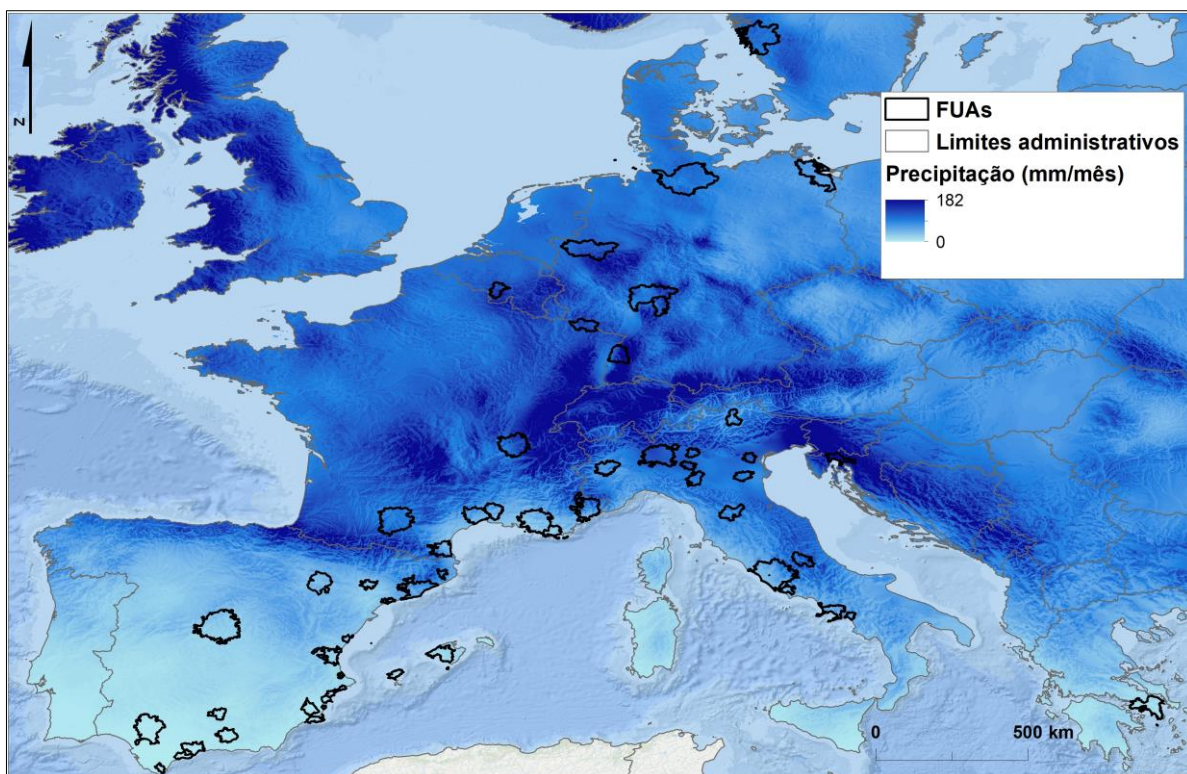 N
FUAs
Limites administrativos
Precipitação (mm/mês)
182
0
0 500 km